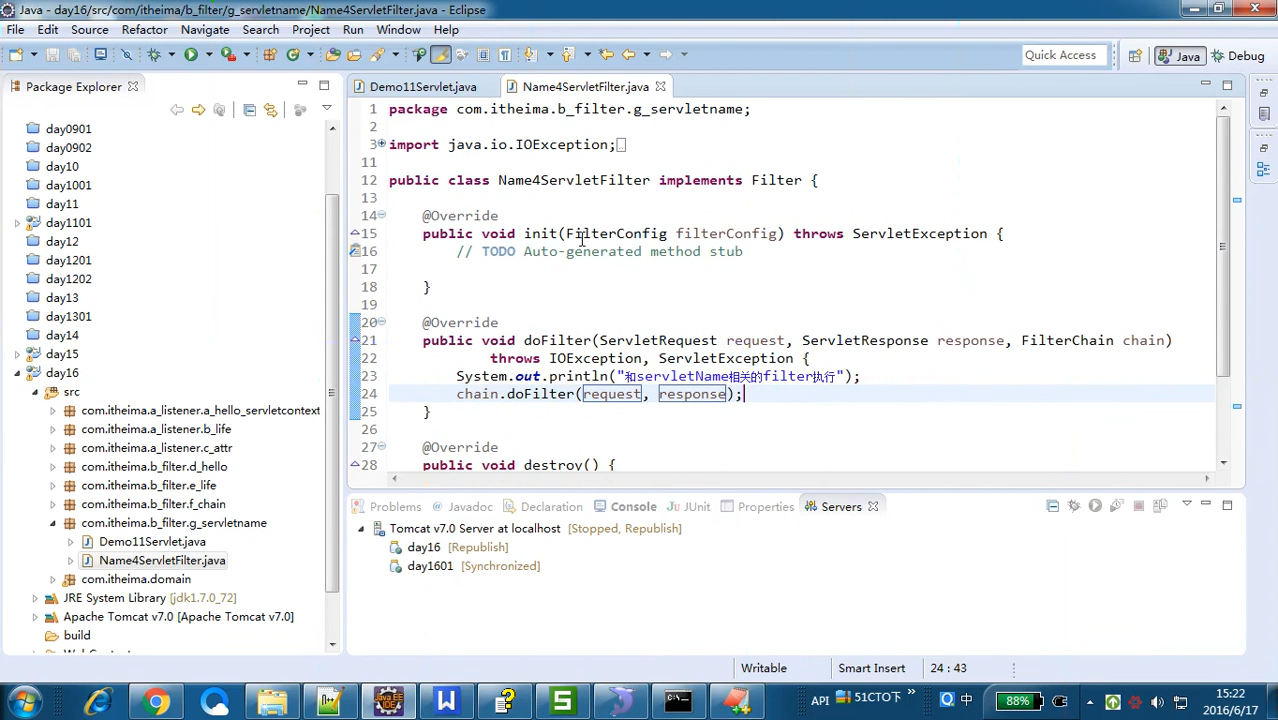 Java - day16/src/com/itheima/b_filter/g_servletname/Name4ServletFilter.java - Eclipse
File Edit Source Refactor Navigate Search Project Run Window Help
Quick Access
Java
Debug
Package Explorer
day0901
day0902
day10
day1001
day11
day1101
day12
day1201
day1202
day13
day1301
day14
day15
day16
src
com.itheima.a_listener.a_hello_servletcontext
com.itheima.a_listener.b_life
com.itheima.a_listener.c_attr
com.itheima.b_filter.d_hello
com.itheima.b_filter.e_life
com.itheima.b_filter.f_chain
com.itheima.b_filter.g_servletname
Demo11Servlet.java
Name4ServletFilter.java
com.itheima.domain
JRE System Library [jdk1.7.0_72]
Apache Tomcat v7.0 [Apache Tomcat v7.0]
build
Demo11Servlet.java
Name4ServletFilter.java
1 package com.itheima.b_filter.g_servletname;
2
3 import java.io.IOException;
11
12 public class Name4ServletFilter implements Filter {
13
14 @Override
15 public void init(FilterConfig filterConfig) throws ServletException {
16 // TODO Auto-generated method stub
17
18 }
19
20 @Override
21 public void doFilter(ServletRequest request, ServletResponse response, FilterChain chain)
22 throws IOException, ServletException {
23 System.out.println("和servletName相关的filter执行");
24 chain.doFilter(request, response);
25 }
26
27 @Override
28 public void destroy() {
Problems Javadoc Declaration Console JUnit Properties Servers
Tomcat v7.0 Server at localhost [Stopped, Republish]
day16 [Republish]
day1601 [Synchronized]
Writable
Smart Insert
24 : 43
API
51CTO下
中
88%
15:22
2016/6/17